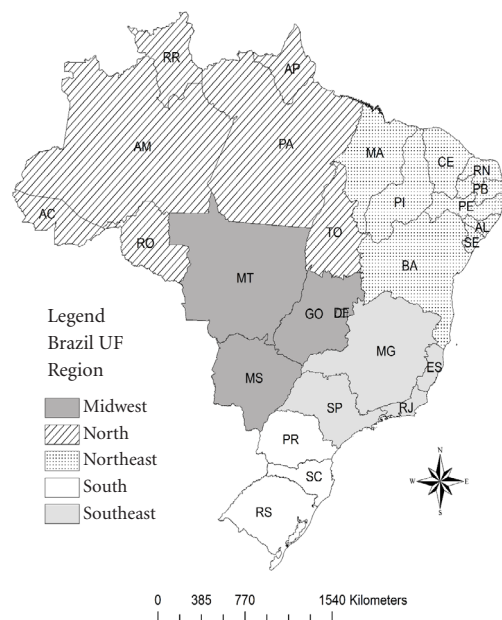 RR
AP
AM
PA
MA
CE
RN
PB
PE
AL
SE
PI
AC
RO
TO
BA
MT
GO
DF
MG
ES
MS
SP
RJ
PR
SC
RS
Legend
Brazil UF
Region
Midwest
North
Northeast
South
Southeast
N
W E
S
0 385 770 1540 Kilometers